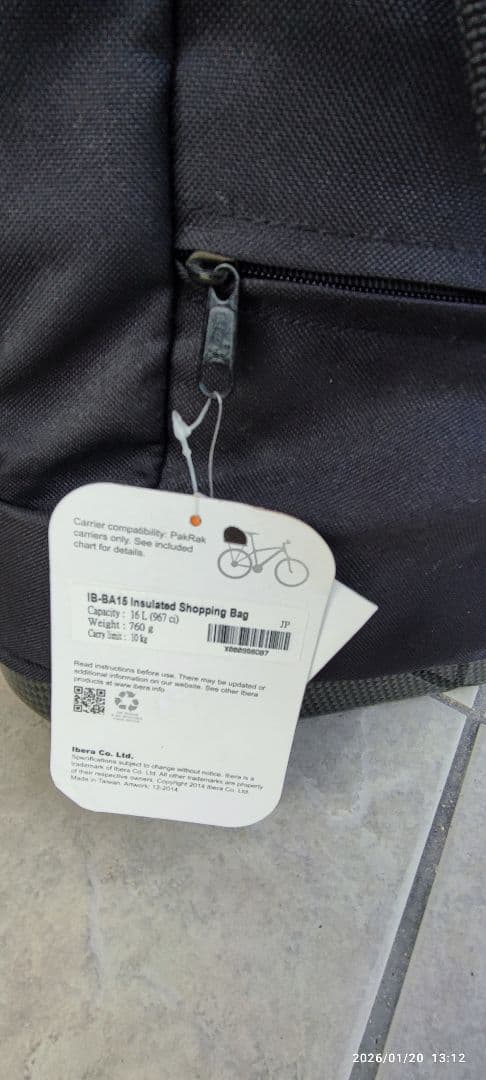 Carrier compatibility: PakRak
carriers only. See included
chart for details.
IB-BA15 Insulated Shopping Bag
Capacity : 16 L (967 ci)
Weight : 760 g
Carry limit : 10 kg
JP
Read instructions before use. There may be updated or
additional information on our website. See other Ibera
products at www.ibera.info
Ibera Co. Ltd.
Specifications subject to change without notice. Ibera is a
trademark of Ibera Co. Ltd. All other trademarks are property
of their respective owners. Copyright 2014 Ibera Co. Ltd.
Made in Taiwan. Artwork: 12-2014
2026/01/20 13:12